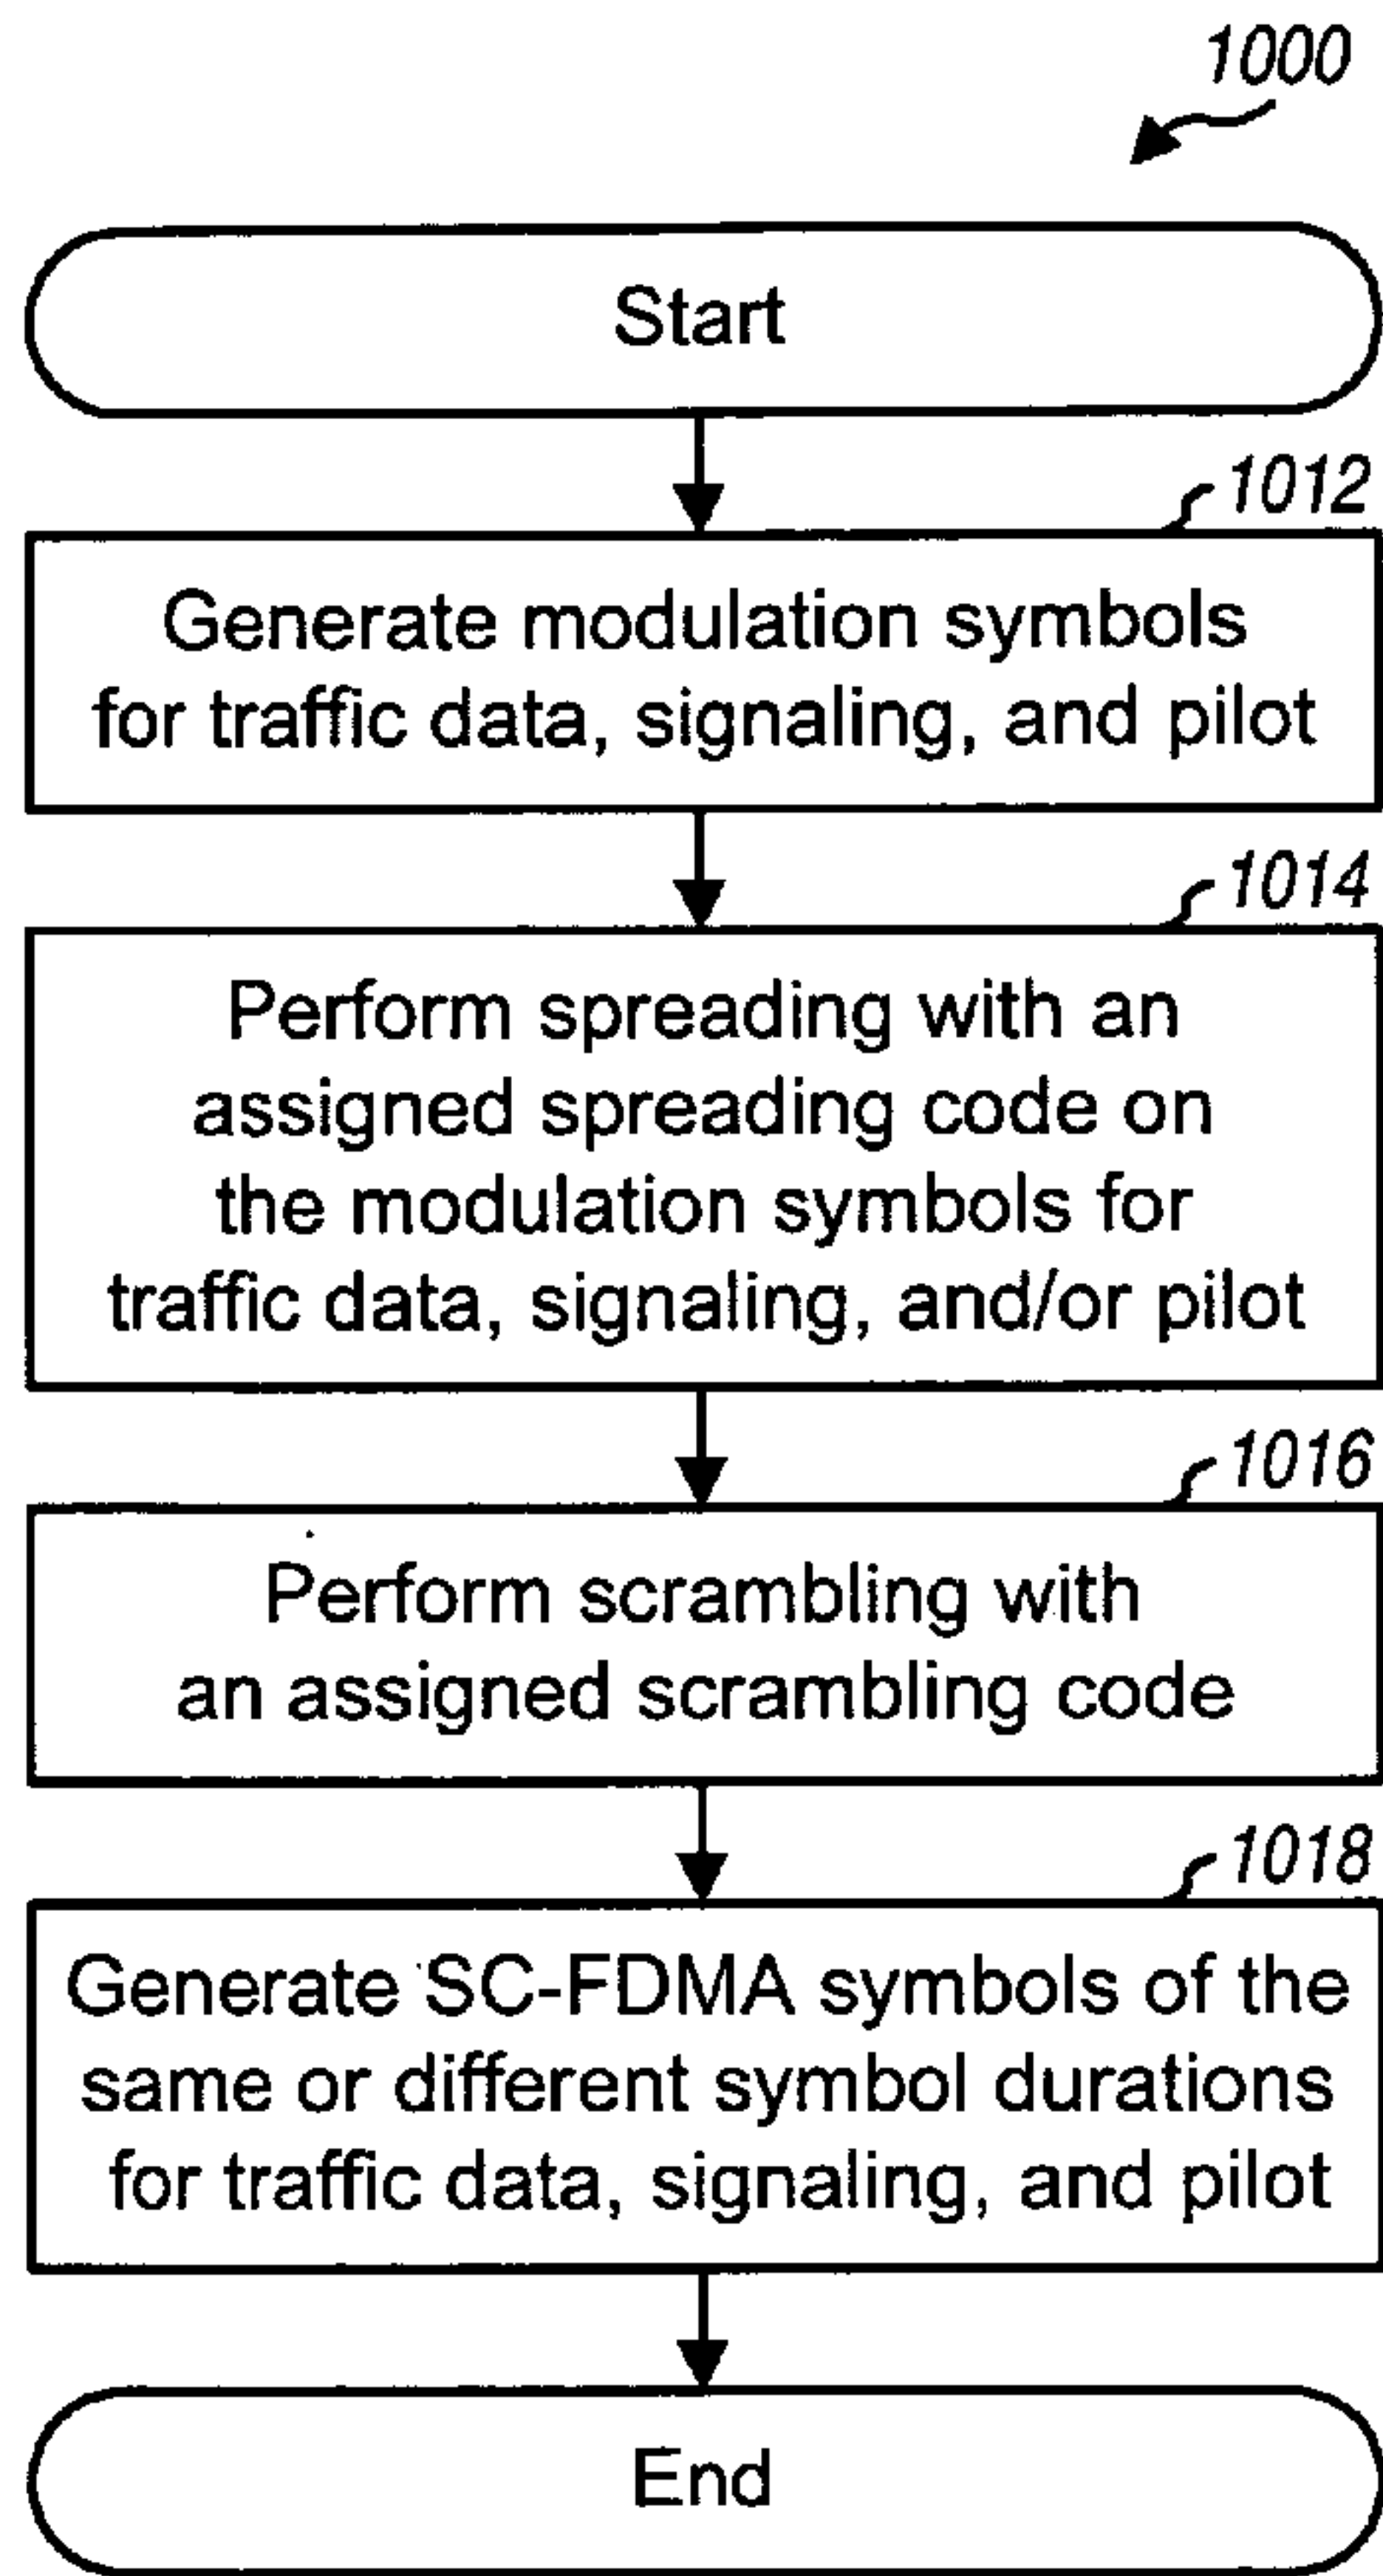 1000
Start
1012
Generate modulation symbols
for traffic data, signaling, and pilot
1014
Perform spreading with an
assigned spreading code on
the modulation symbols for
traffic data, signaling, and/or pilot
1016
Perform scrambling with
an assigned scrambling code
1018
Generate SC-FDMA symbols of the
same or different symbol durations
for traffic data, signaling, and pilot
End